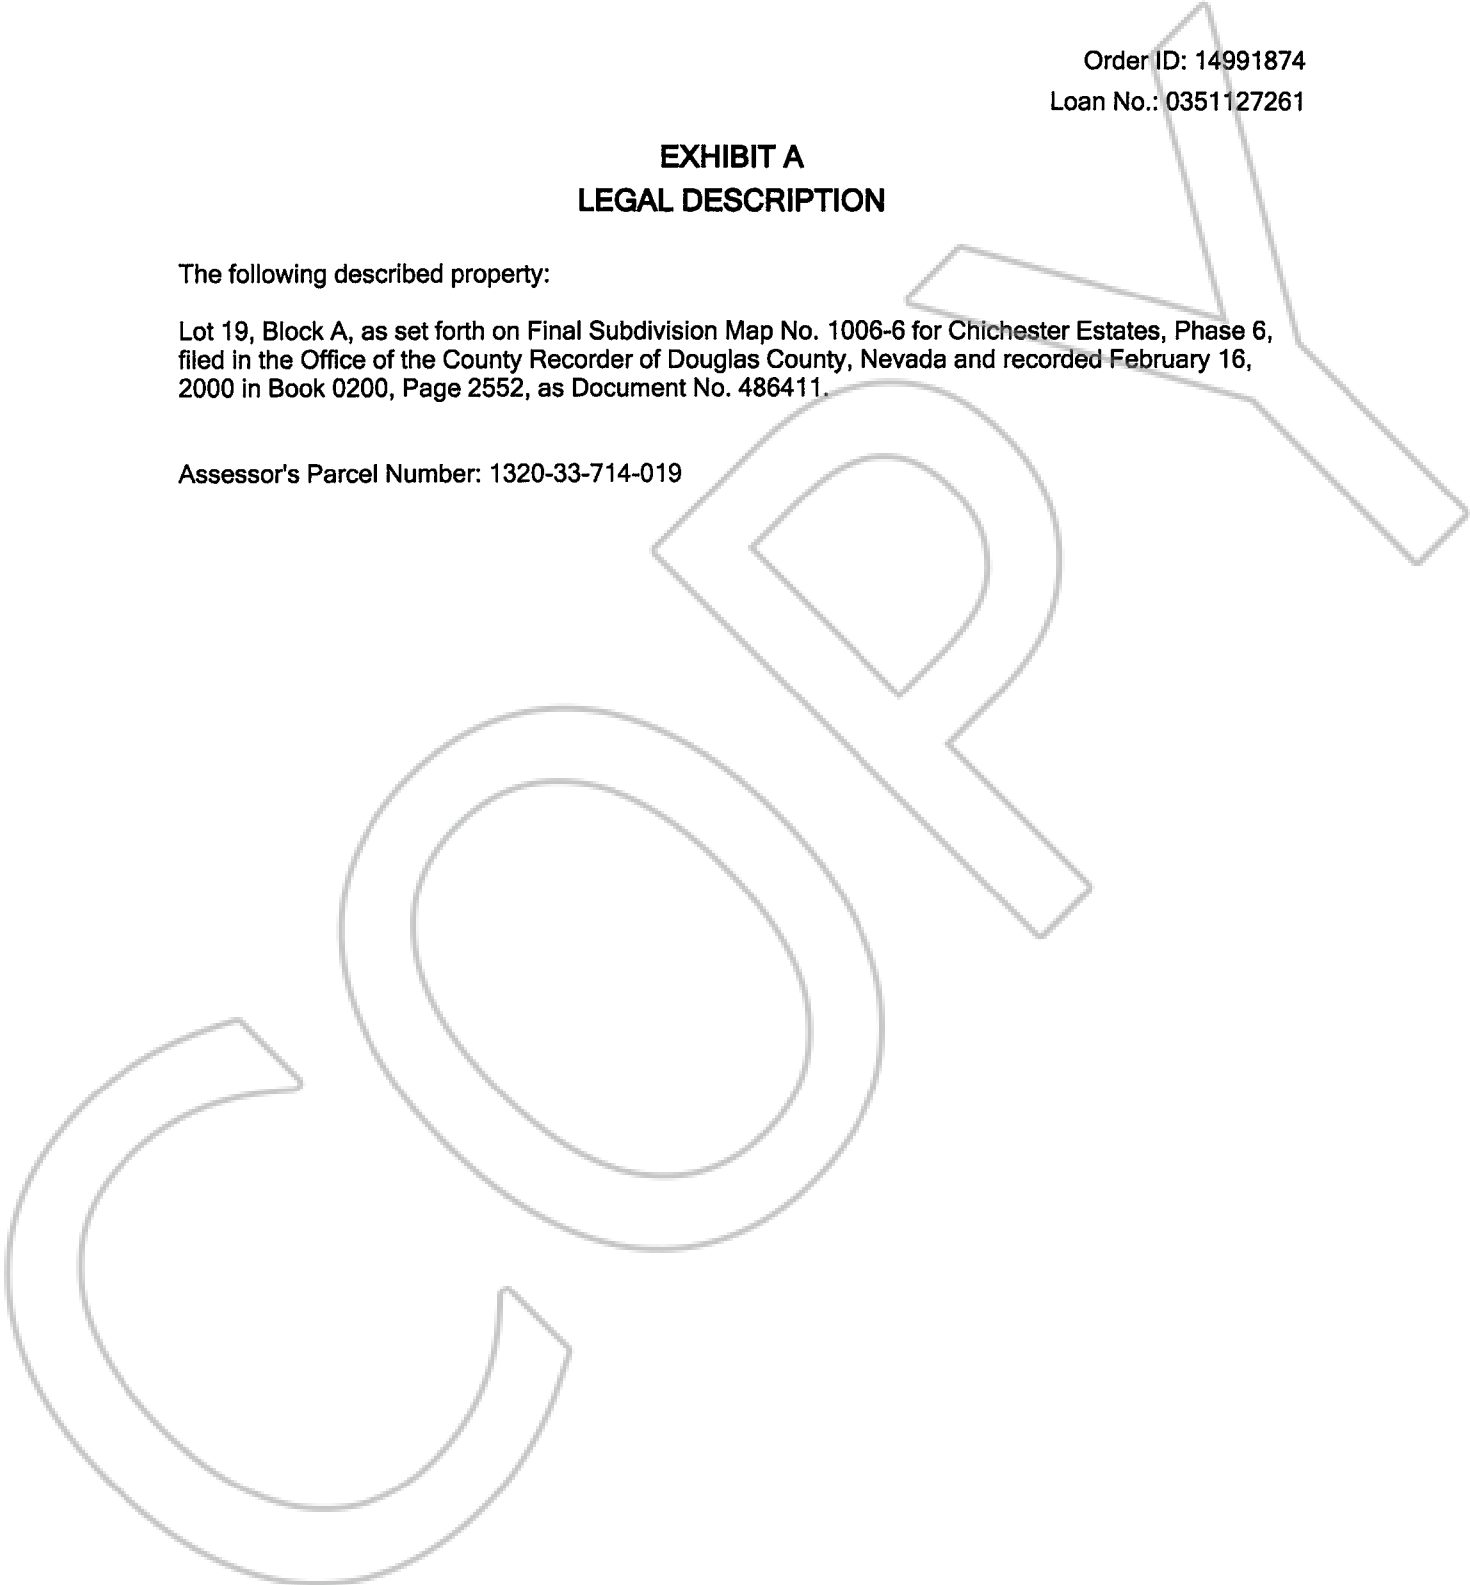 Order ID: 14991874
Loan No.: 0351127261
EXHIBIT A
LEGAL DESCRIPTION
The following described property:
Lot 19, Block A, as set forth on Final Subdivision Map No. 1006-6 for Chichester Estates, Phase 6,
filed in the Office of the County Recorder of Douglas County, Nevada and recorded February 16,
2000 in Book 0200, Page 2552, as Document No. 486411.
Assessor's Parcel Number: 1320-33-714-019
COPY